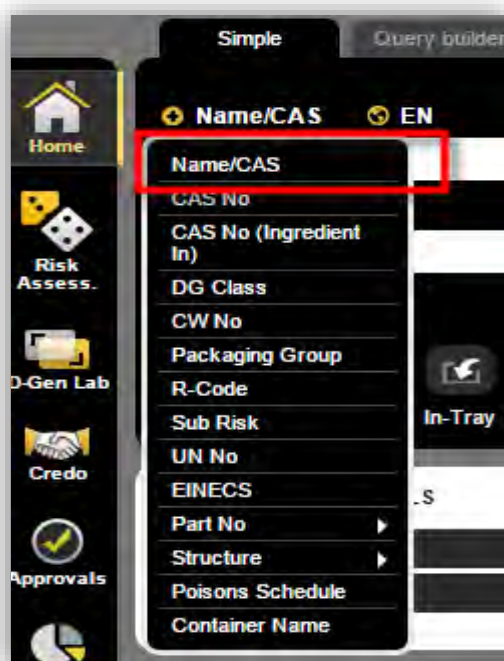 Simple
Query builder
Name/CAS
EN
Home
Name/CAS
CAS No
CAS No (Ingredient
In)
DG Class
CW No
Packaging Group
R-Code
Sub Risk
UN No
EINECS
Part No
Structure
Poisons Schedule
Container Name
Risk
Assess.
-Gen Lab
Credo
Approvals
In-Tray
LS